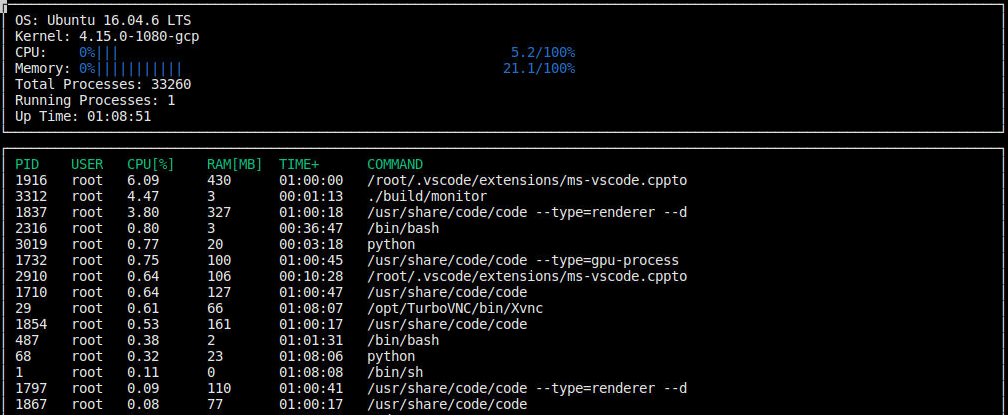 OS: Ubuntu 16.04.6 LTS
Kernel: 4.15.0-1080-gcp
CPU: 0%||| 5.2/100%
Memory: 0%||||||||||| 21.1/100%
Total Processes: 33260
Running Processes: 1
Up Time: 01:08:51
PID USER CPU[%] RAM[MB] TIME+ COMMAND
1916 root 6.09 430 01:00:00 /root/.vscode/extensions/ms-vscode.cppto
3312 root 4.47 3 00:01:13 ./build/monitor
1837 root 3.80 327 01:00:18 /usr/share/code/code --type=renderer --d
2316 root 0.80 3 00:36:47 /bin/bash
3019 root 0.77 20 00:03:18 python
1732 root 0.75 100 01:00:45 /usr/share/code/code --type=gpu-process
2910 root 0.64 106 00:10:28 /root/.vscode/extensions/ms-vscode.cppto
1710 root 0.64 127 01:00:47 /usr/share/code/code
29 root 0.61 66 01:08:07 /opt/TurboVNC/bin/Xvnc
1854 root 0.53 161 01:00:17 /usr/share/code/code
487 root 0.38 2 01:01:31 /bin/bash
68 root 0.32 23 01:08:06 python
1 root 0.11 0 01:08:08 /bin/sh
1797 root 0.09 110 01:00:41 /usr/share/code/code --type=renderer --d
1867 root 0.08 77 01:00:17 /usr/share/code/code